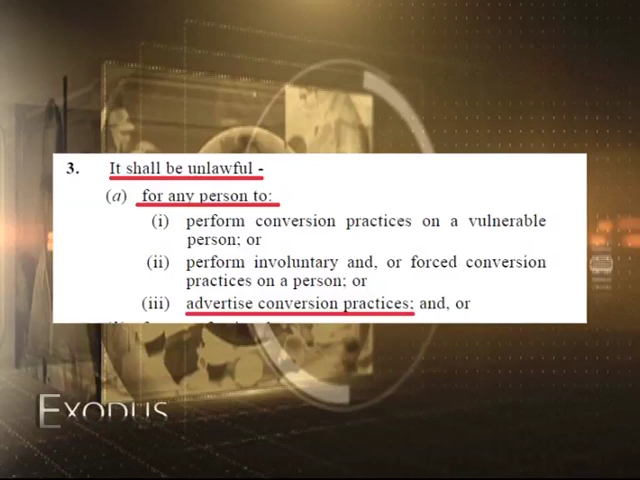 3. It shall be unlawful -
(a) for any person to:
(i) perform conversion practices on a vulnerable
person; or
(ii) perform involuntary and, or forced conversion
practices on a person; or
(iii) advertise conversion practices; and, or
EXODUS